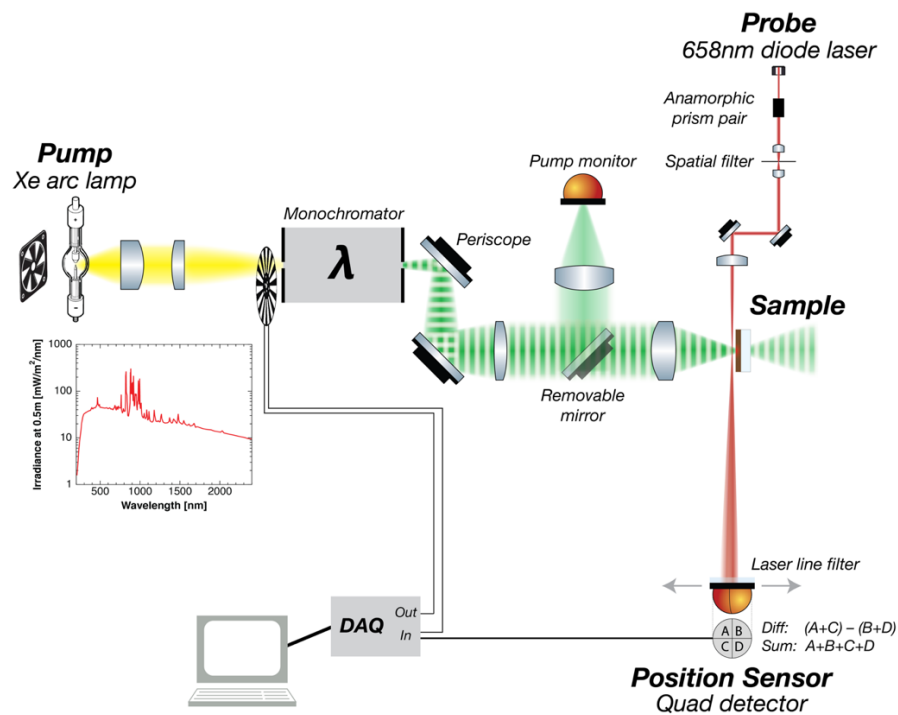 Probe
658nm diode laser
Anamorphic
prism pair
Spatial filter
Pump
Xe arc lamp
Pump monitor
Monochromator
λ
Periscope
Sample
Removable
mirror
Irradiance at 0.5m [mW/m²/nm]
1000
100
10
1
500
1000
1500
2000
Wavelength [nm]
Laser line filter
DAQ
Out
In
A B
C D
Diff: (A+C) – (B+D)
Sum: A+B+C+D
Position Sensor
Quad detector